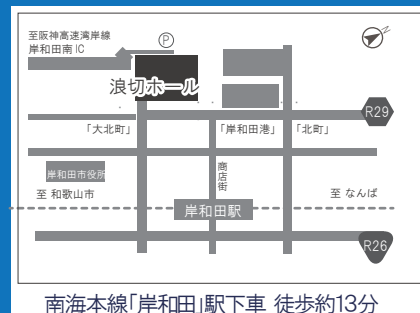 至阪神高速湾岸線
岸和田南IC
P
N
浪切ホール
R29
「大北町」
「岸和田港」
「北町」
岸和田市役所
商店街
至 和歌山市
至 なんば
岸和田駅
R26
南海本線「岸和田」駅下車 徒歩約13分